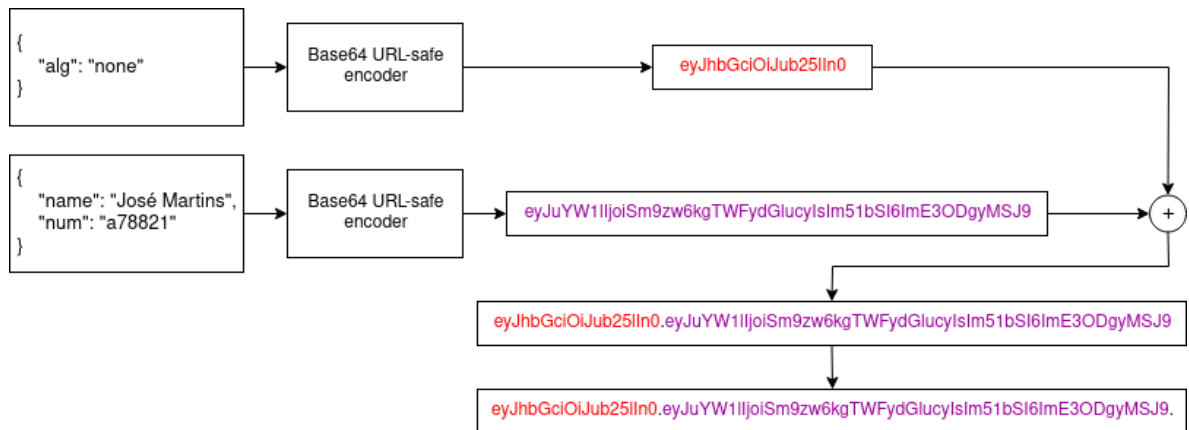 {
"alg": "none"
}
Base64 URL-safe
encoder
eyJhbGciOiJub25lIn0
{
"name": "José Martins",
"num": "a78821"
}
Base64 URL-safe
encoder
eyJuYW1lIjoiSm9zw6kgTWFydGlucyIsIm51bSI6ImE3ODgyMSJ9
+
eyJhbGciOiJub25lIn0.eyJuYW1lIjoiSm9zw6kgTWFydGlucyIsIm51bSI6ImE3ODgyMSJ9
eyJhbGciOiJub25lIn0.eyJuYW1lIjoiSm9zw6kgTWFydGlucyIsIm51bSI6ImE3ODgyMSJ9.